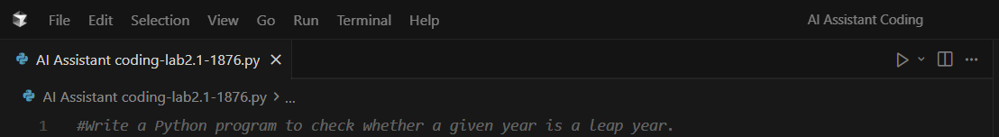 File Edit Selection View Go Run Terminal Help AI Assistant Coding
AI Assistant coding-lab2.1-1876.py
AI Assistant coding-lab2.1-1876.py > ...
1 #Write a Python program to check whether a given year is a leap year.